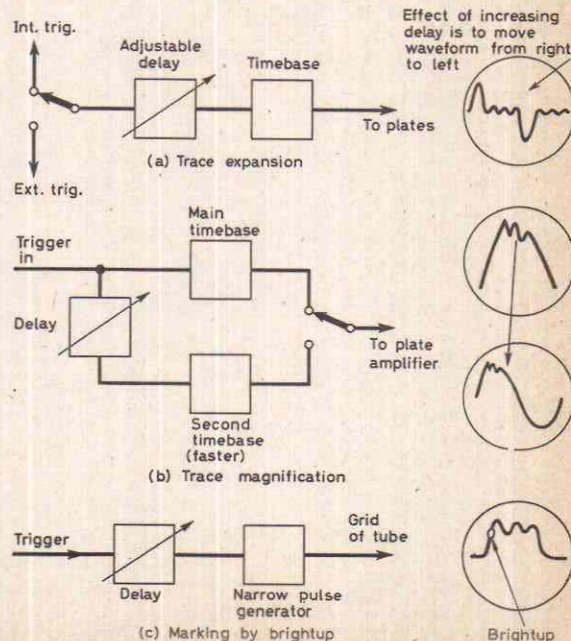 Int. trig.
Adjustable
delay
Timebase
Effect of increasing
delay is to move
waveform from right
to left
To plates
(a) Trace expansion
Ext. trig.
Main
timebase
Trigger
in
Delay
To plate
amplifier
Second
timebase
(faster)
(b) Trace magnification
Trigger
Grid
of tube
Delay
Narrow pulse
generator
(c) Marking by brightup
Brightup